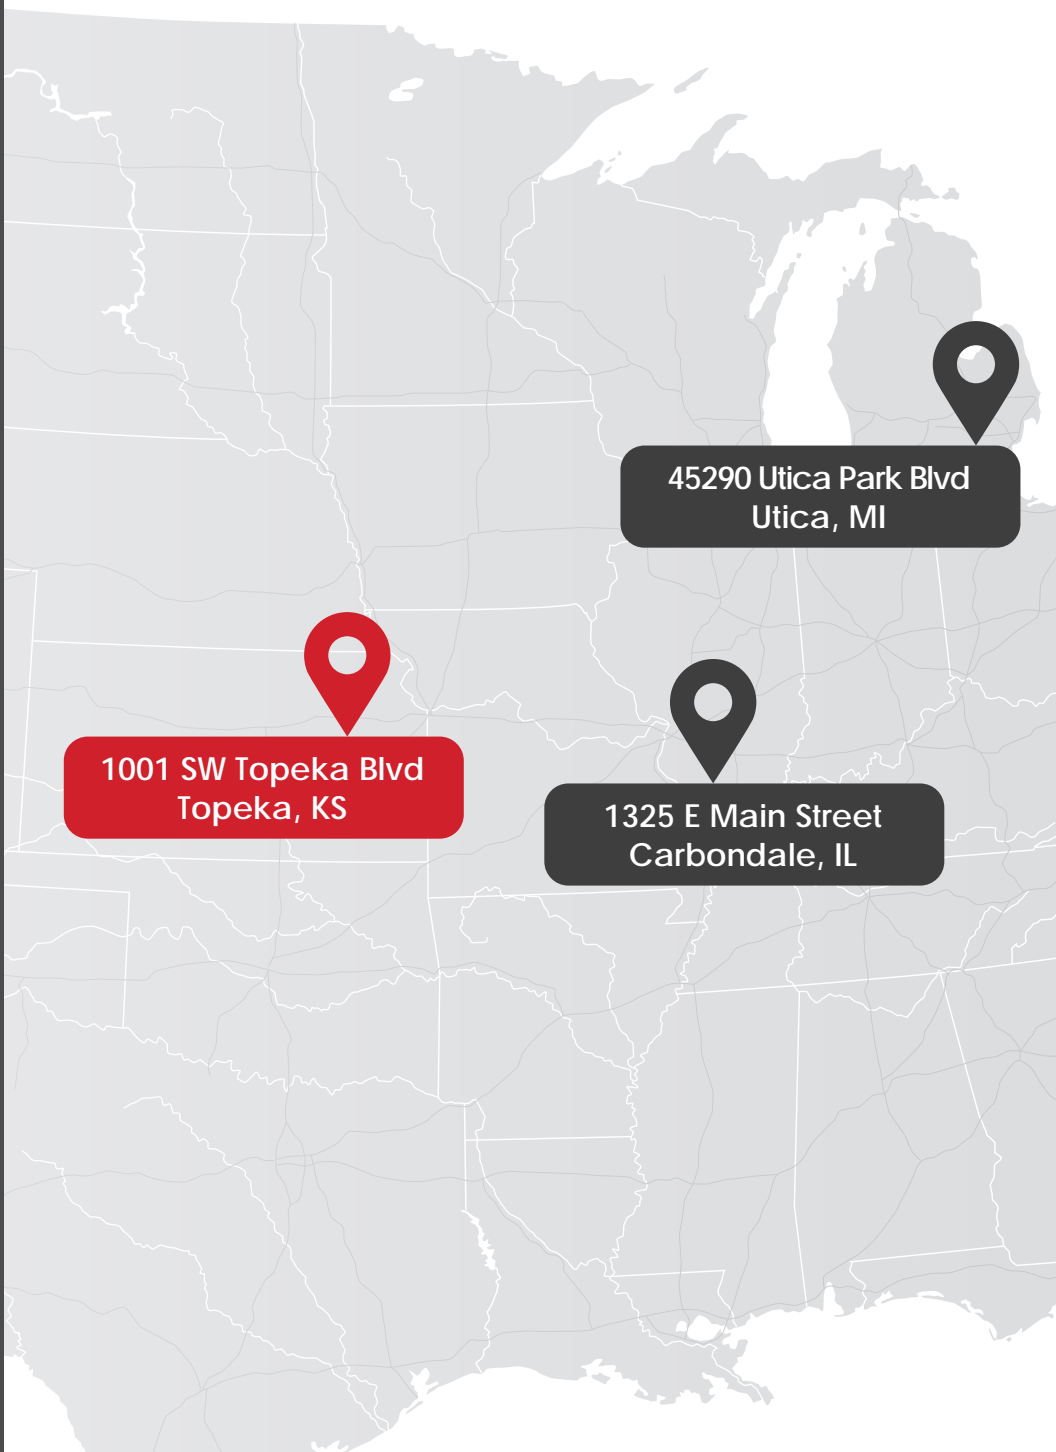 45290 Utica Park Blvd
Utica, MI
1001 SW Topeka Blvd
Topeka, KS
1325 E Main Street
Carbondale, IL